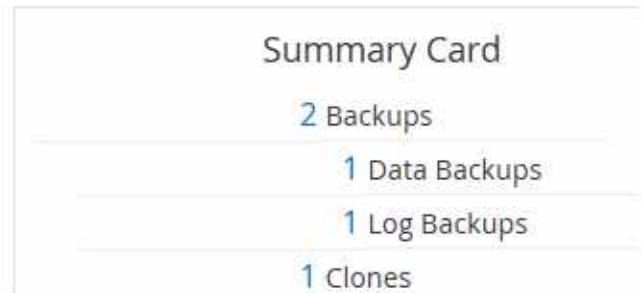 Summary Card
2 Backups
1 Data Backups
1 Log Backups
1 Clones